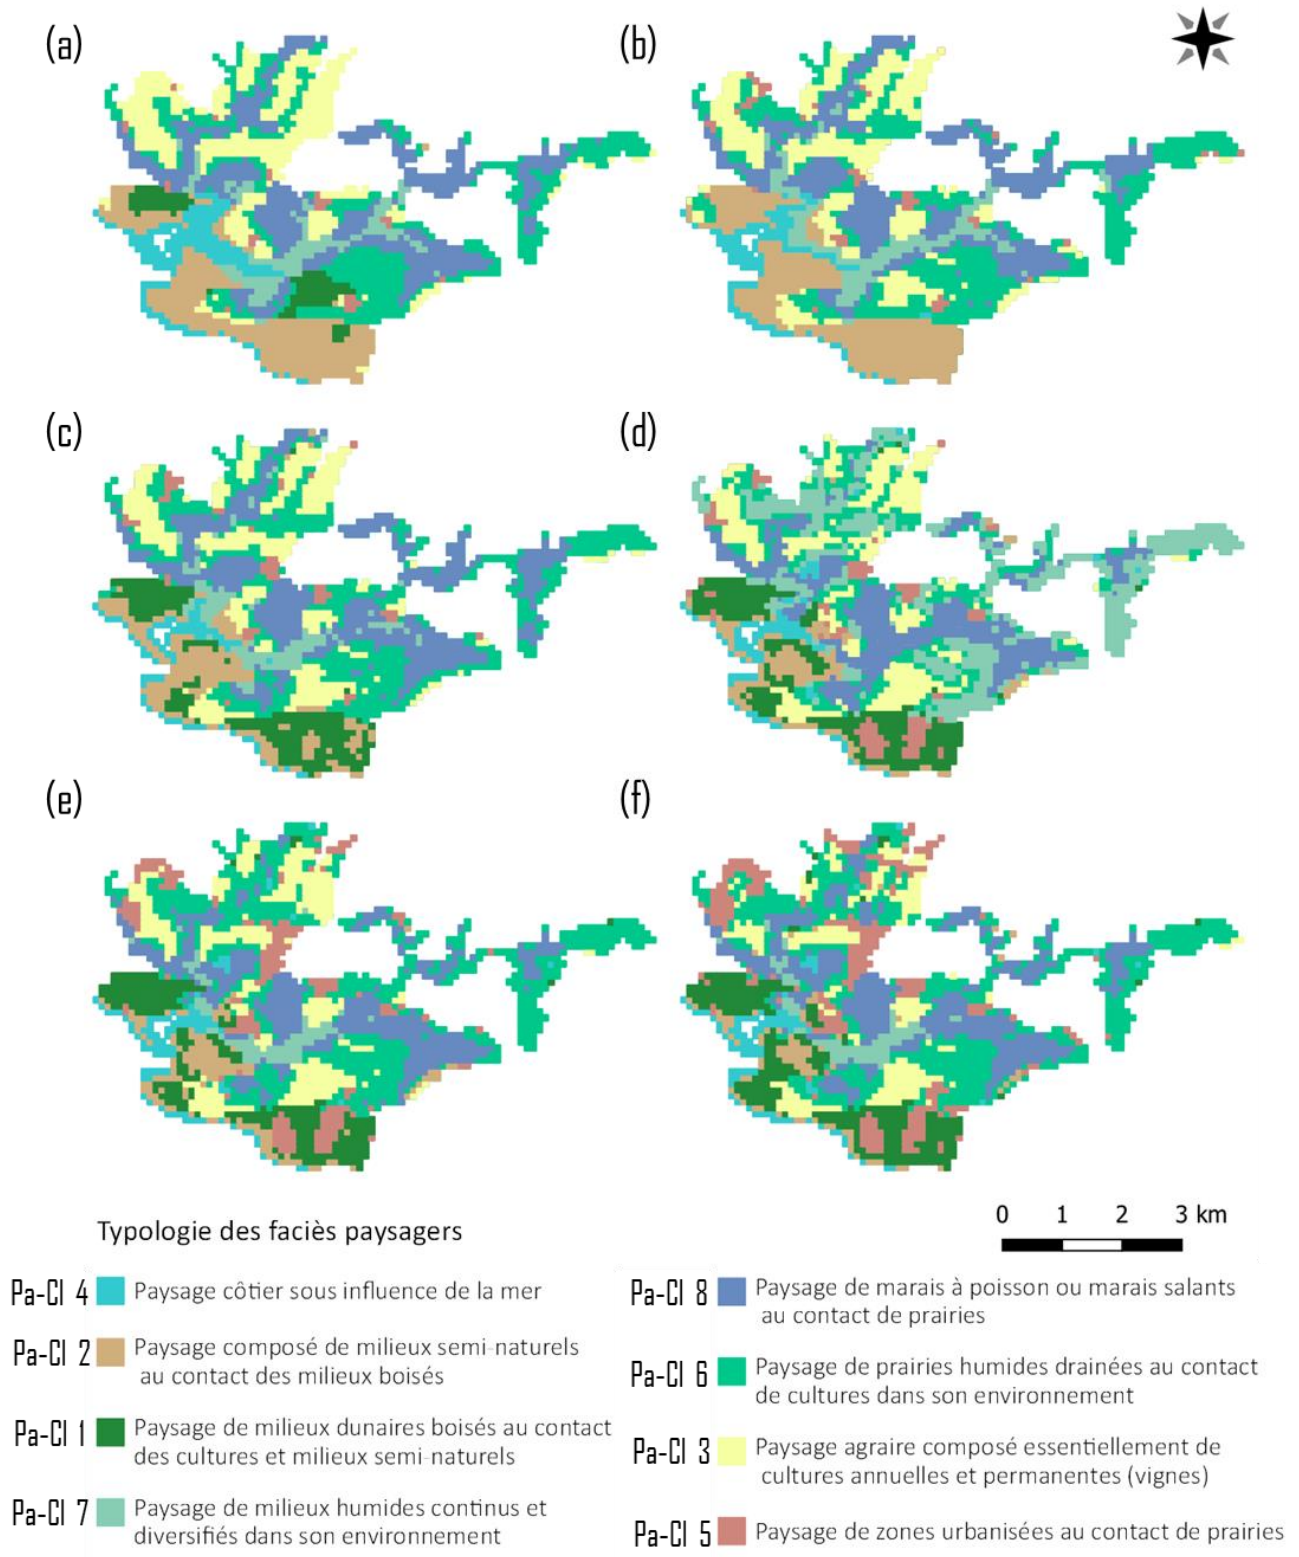 (a)
(b)
(c)
(d)
(e)
(f)
0 1 2 3 km
Typologie des faciès paysagers
Pa-Cl 4 Paysage côtier sous influence de la mer
Pa-Cl 2 Paysage composé de milieux semi-naturels
au contact des milieux boisés
Pa-Cl 1 Paysage de milieux dunaires boisés au contact
des cultures et milieux semi-naturels
Pa-Cl 7 Paysage de milieux humides continus et
diversifiés dans son environnement
Pa-Cl 8 Paysage de marais à poisson ou marais salants
au contact de prairies
Pa-Cl 6 Paysage de prairies humides drainées au contact
de cultures dans son environnement
Pa-Cl 3 Paysage agraire composé essentiellement de
cultures annuelles et permanentes (vignes)
Pa-Cl 5 Paysage de zones urbanisées au contact de prairies